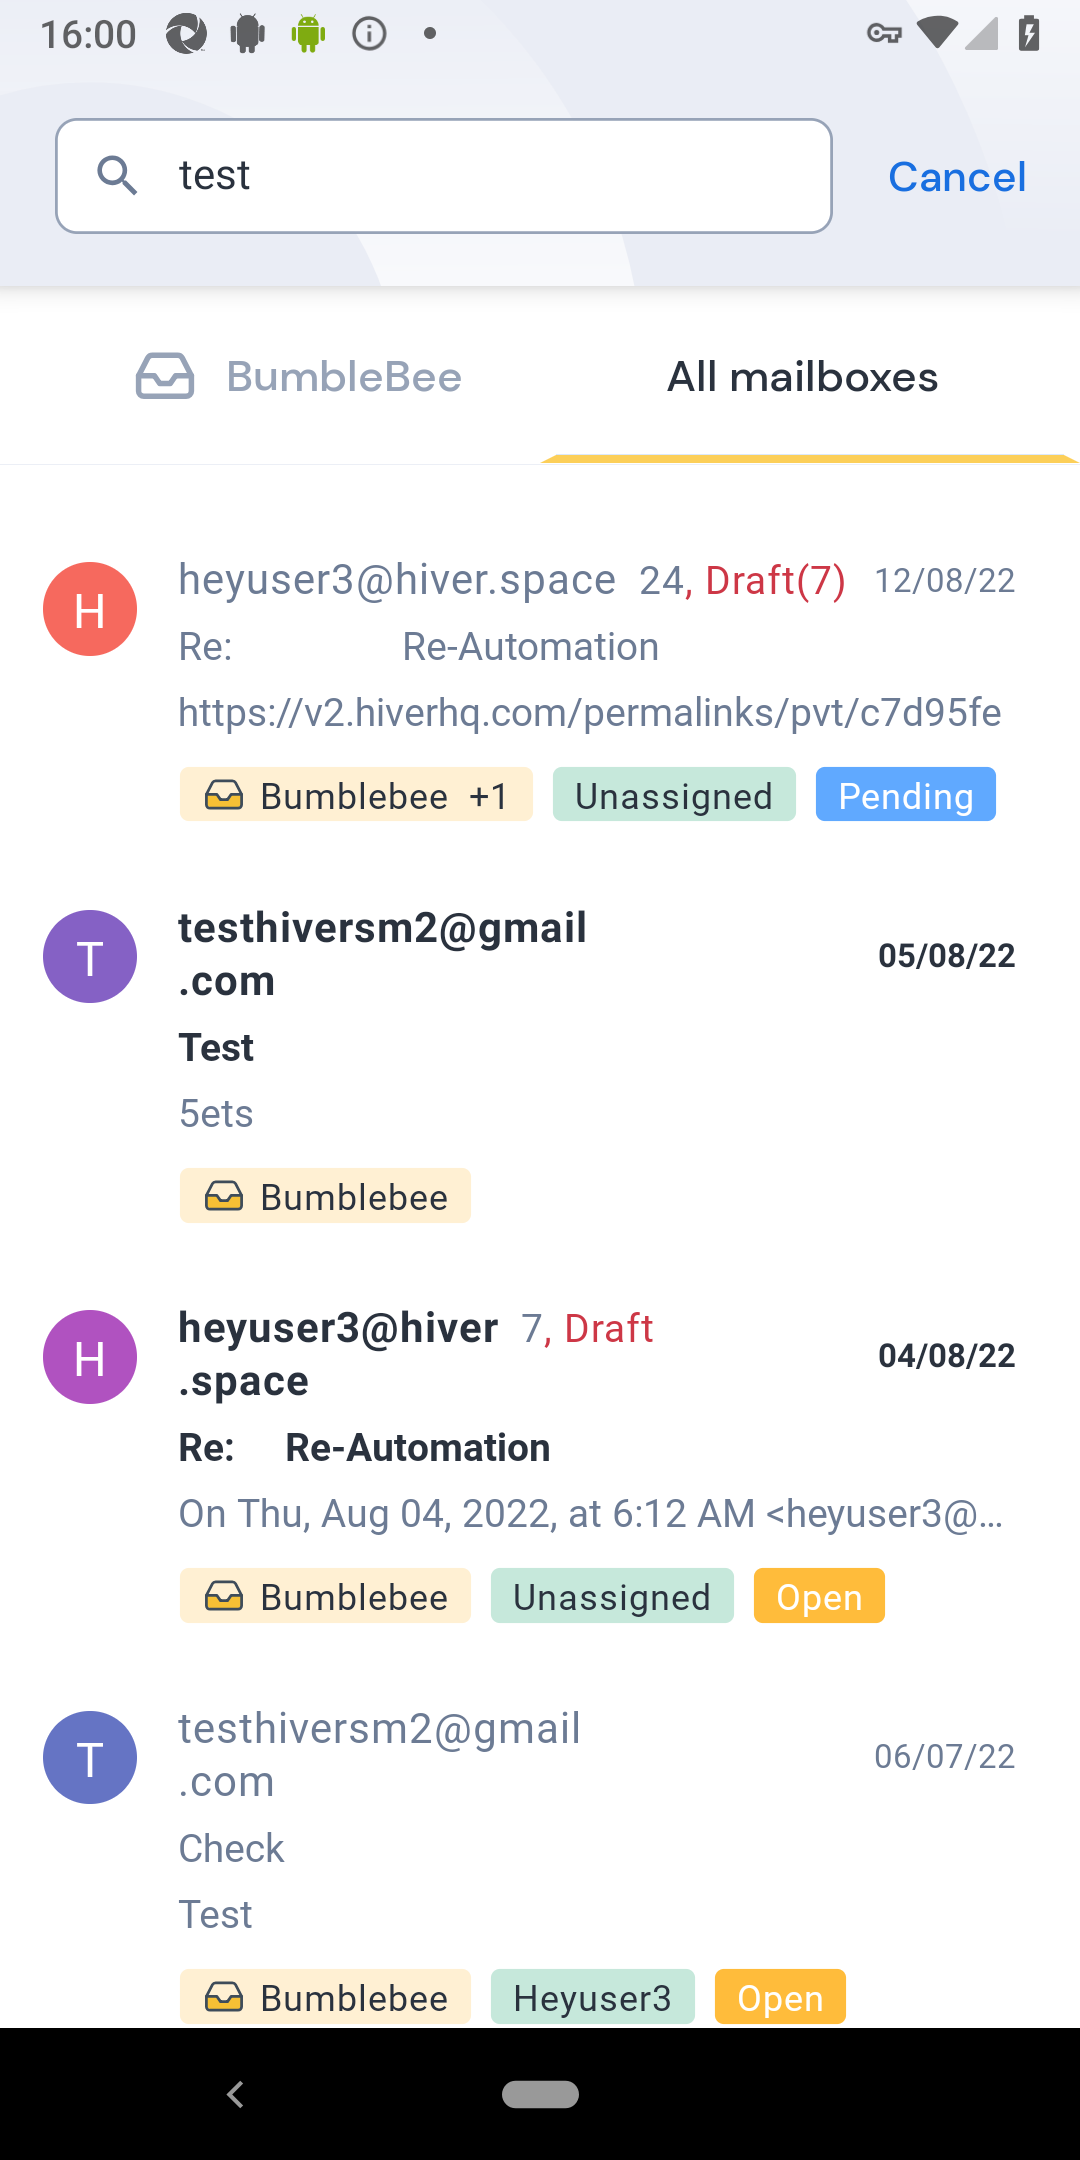 16:00
test
Cancel
BumbleBee
All mailboxes
H
heyuser3@hiver.space 24, Draft(7) 12/08/22
Re: Re-Automation
https://v2.hiverhq.com/permalinks/pvt/c7d95fe
Bumblebee +1 Unassigned Pending
T
testhiversm2@gmail
.com
05/08/22
Test
5ets
Bumblebee
H
heyuser3@hiver 7, Draft
.space
04/08/22
Re: Re-Automation
On Thu, Aug 04, 2022, at 6:12 AM <heyuser3@...
Bumblebee Unassigned Open
T
testhiversm2@gmail
.com
06/07/22
Check
Test
Bumblebee Heyuser3 Open